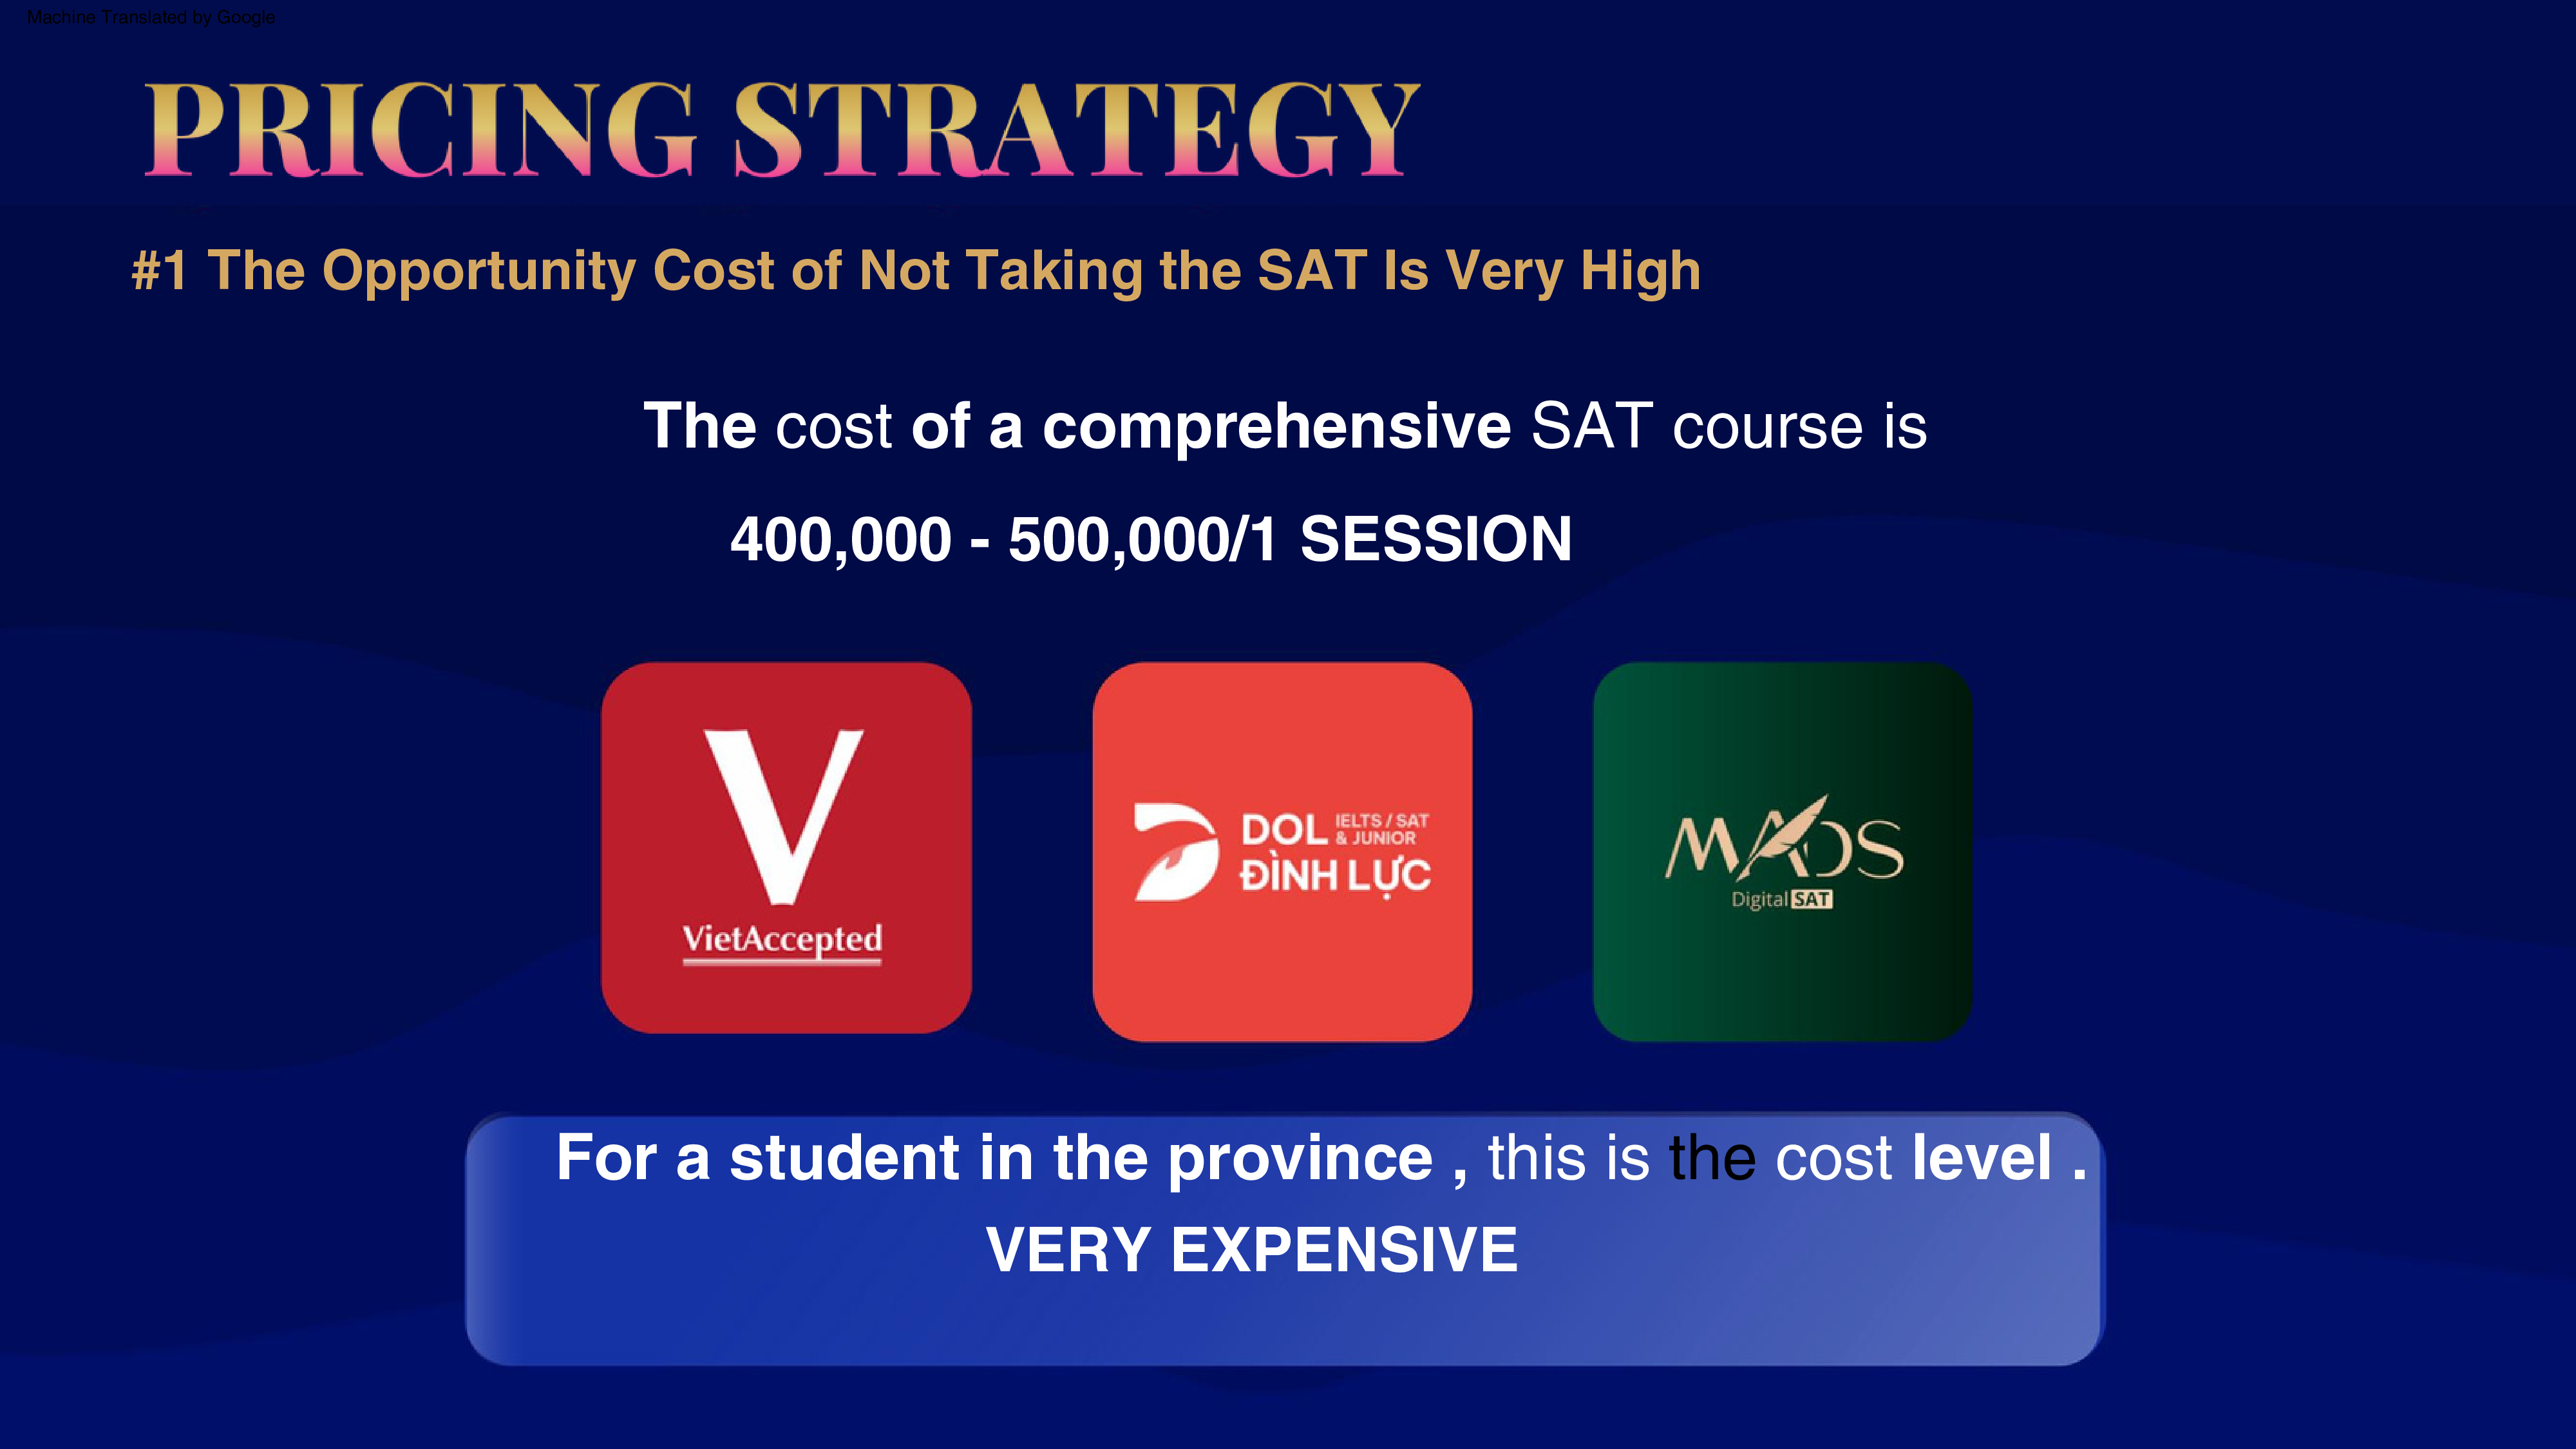 Machine Translated by Google
PRICING STRATEGY
#1 The Opportunity Cost of Not Taking the SAT Is Very High
The cost of a comprehensive SAT course is
400,000 - 500,000/1 SESSION
V
VietAccepted
DOL IELTS / SAT & JUNIOR
ĐÌNH LỰC
MADS
Digital SAT
For a student in the province , this is the cost level .
VERY EXPENSIVE